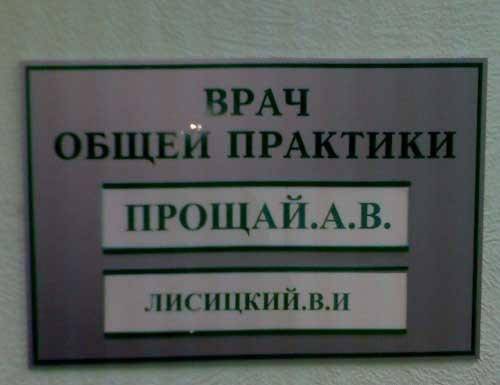 ВРАЧ
ОБЩЕЙ ПРАКТИКИ
ПРОЩАЙ.А.В.
ЛИСИЦКИЙ.В.И